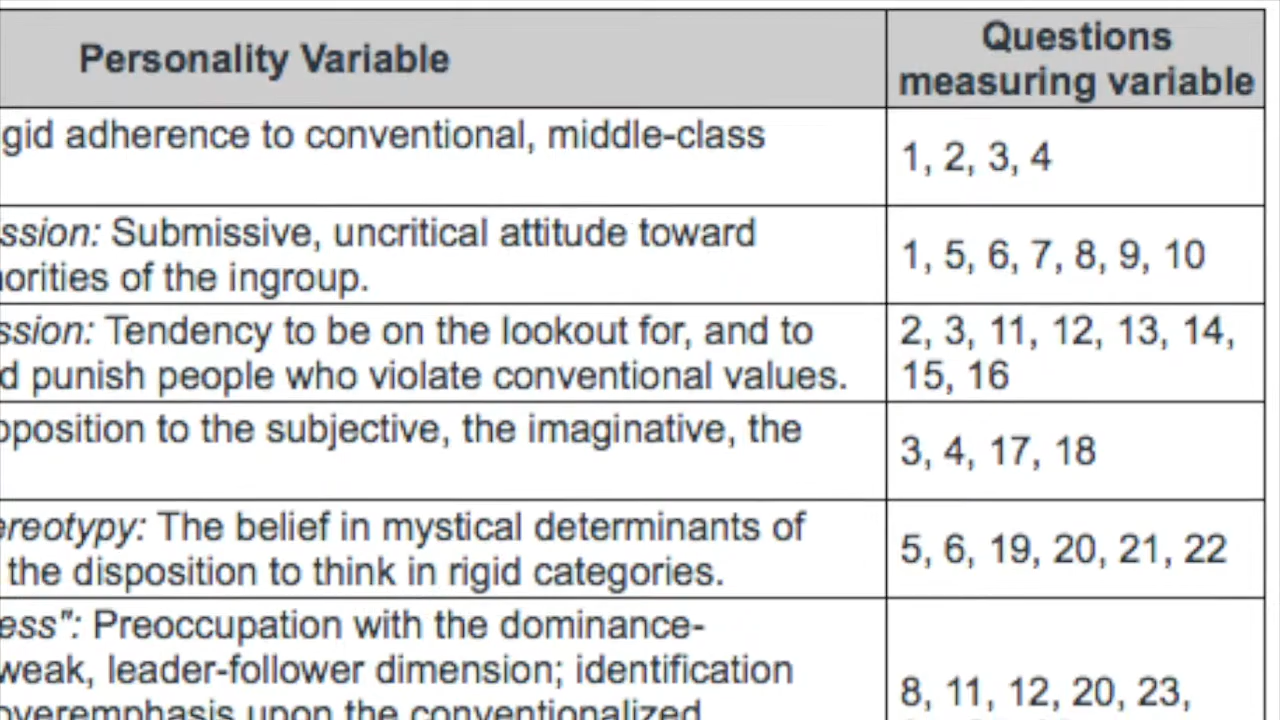 Personality Variable
Questions
measuring variable
gid adherence to conventional, middle-class
1, 2, 3, 4
ssion: Submissive, uncritical attitude toward
orities of the ingroup.
1, 5, 6, 7, 8, 9, 10
ssion: Tendency to be on the lookout for, and to
d punish people who violate conventional values.
2, 3, 11, 12, 13, 14,
15, 16
pposition to the subjective, the imaginative, the
3, 4, 17, 18
ereotypy: The belief in mystical determinants of
the disposition to think in rigid categories.
5, 6, 19, 20, 21, 22
ess": Preoccupation with the dominance-
weak, leader-follower dimension; identification
overemphasis upon the conventionalized
8, 11, 12, 20, 23,